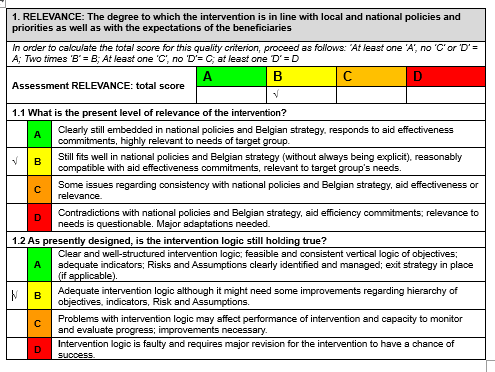 1. RELEVANCE: The degree to which the intervention is in line with local and national policies and
priorities as well as with the expectations of the beneficiaries
In order to calculate the total score for this quality criterion, proceed as follows: 'At least one 'A', no 'C' or 'D' =
A; Two times 'B' = B; At least one 'C', no 'D'= C; at least one 'D' = D
Assessment RELEVANCE: total score
A B C D
√
1.1 What is the present level of relevance of the intervention?
A Clearly still embedded in national policies and Belgian strategy, responds to aid effectiveness
commitments, highly relevant to needs of target group.
√ B Still fits well in national policies and Belgian strategy (without always being explicit), reasonably
compatible with aid effectiveness commitments, relevant to target group's needs.
C Some issues regarding consistency with national policies and Belgian strategy, aid effectiveness or
relevance.
D Contradictions with national policies and Belgian strategy, aid efficiency commitments; relevance to
needs is questionable. Major adaptations needed.
1.2 As presently designed, is the intervention logic still holding true?
A Clear and well-structured intervention logic; feasible and consistent vertical logic of objectives;
adequate indicators; Risks and Assumptions clearly identified and managed; exit strategy in place
(if applicable).
√ B Adequate intervention logic although it might need some improvements regarding hierarchy of
objectives, indicators, Risk and Assumptions.
C Problems with intervention logic may affect performance of intervention and capacity to monitor
and evaluate progress; improvements necessary.
D Intervention logic is faulty and requires major revision for the intervention to have a chance of
success.